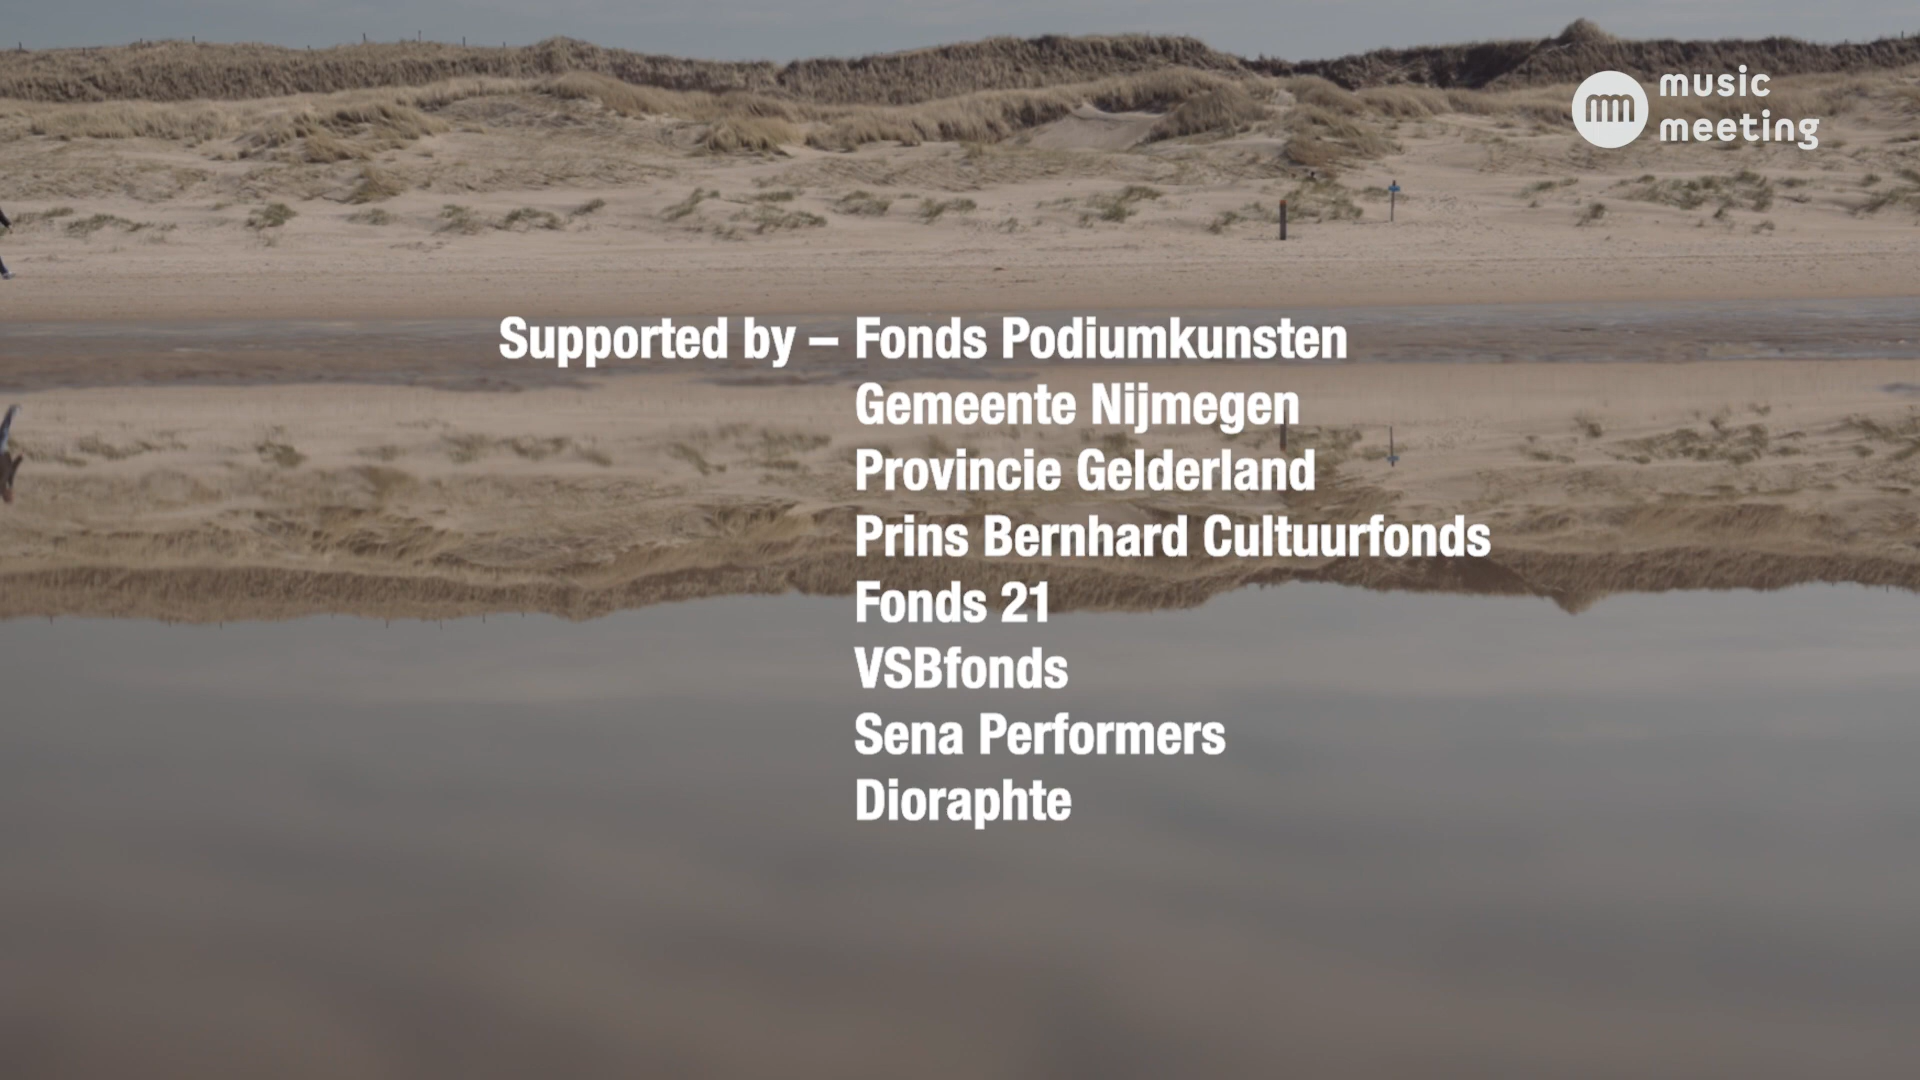 music
meeting
Supported by – Fonds Podiumkunsten
Gemeente Nijmegen
Provincie Gelderland
Prins Bernhard Cultuurfonds
Fonds 21
VSBfonds
Sena Performers
Dioraphte